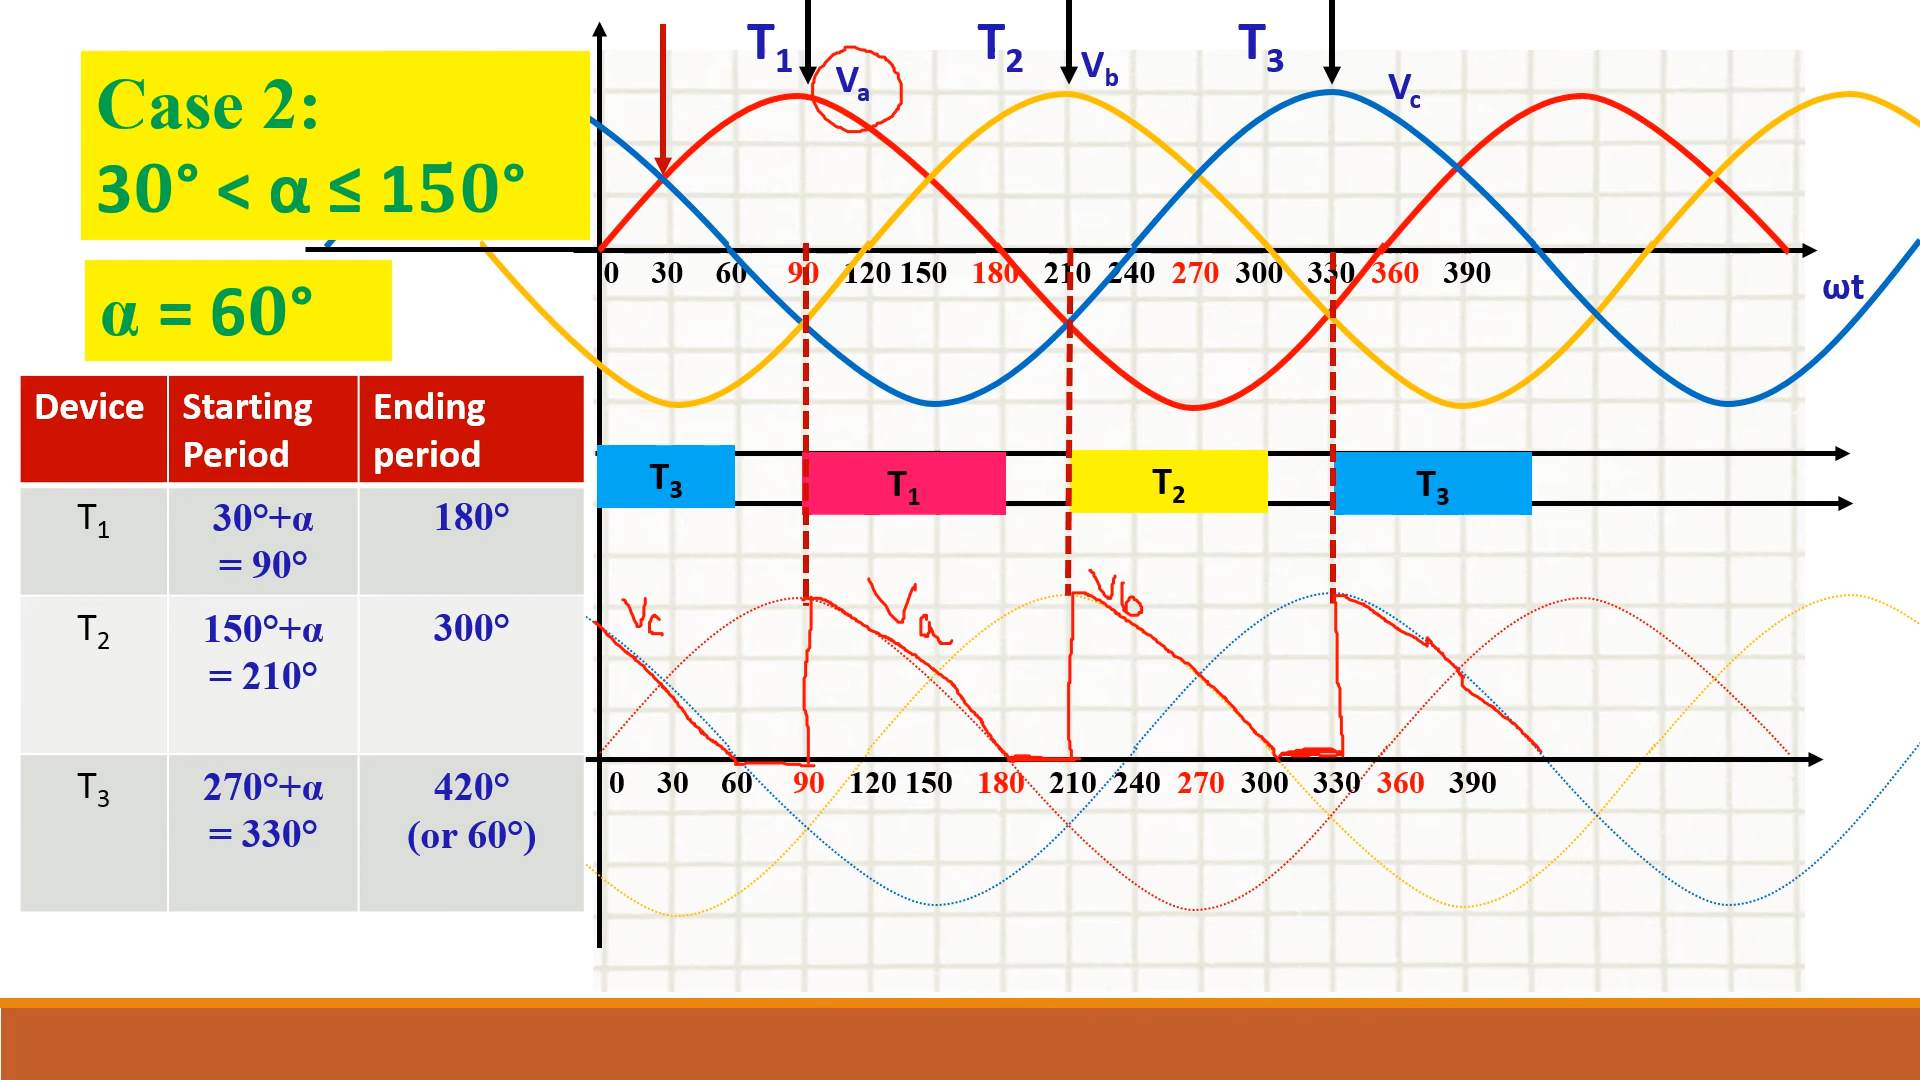 Case 2:
30° < α ≤ 150°
α = 60°
Device Starting Period Ending period
T₁ 30°+α = 90° 180°
T₂ 150°+α = 210° 300°
T₃ 270°+α = 330° 420° (or 60°)
T₁ T₂ T₃
Va Vb Vc
0 30 60 90 120 150 180 210 240 270 300 330 360 390
ωt
T₃ T₁ T₂ T₃
Vc Va Vb
0 30 60 90 120 150 180 210 240 270 300 330 360 390